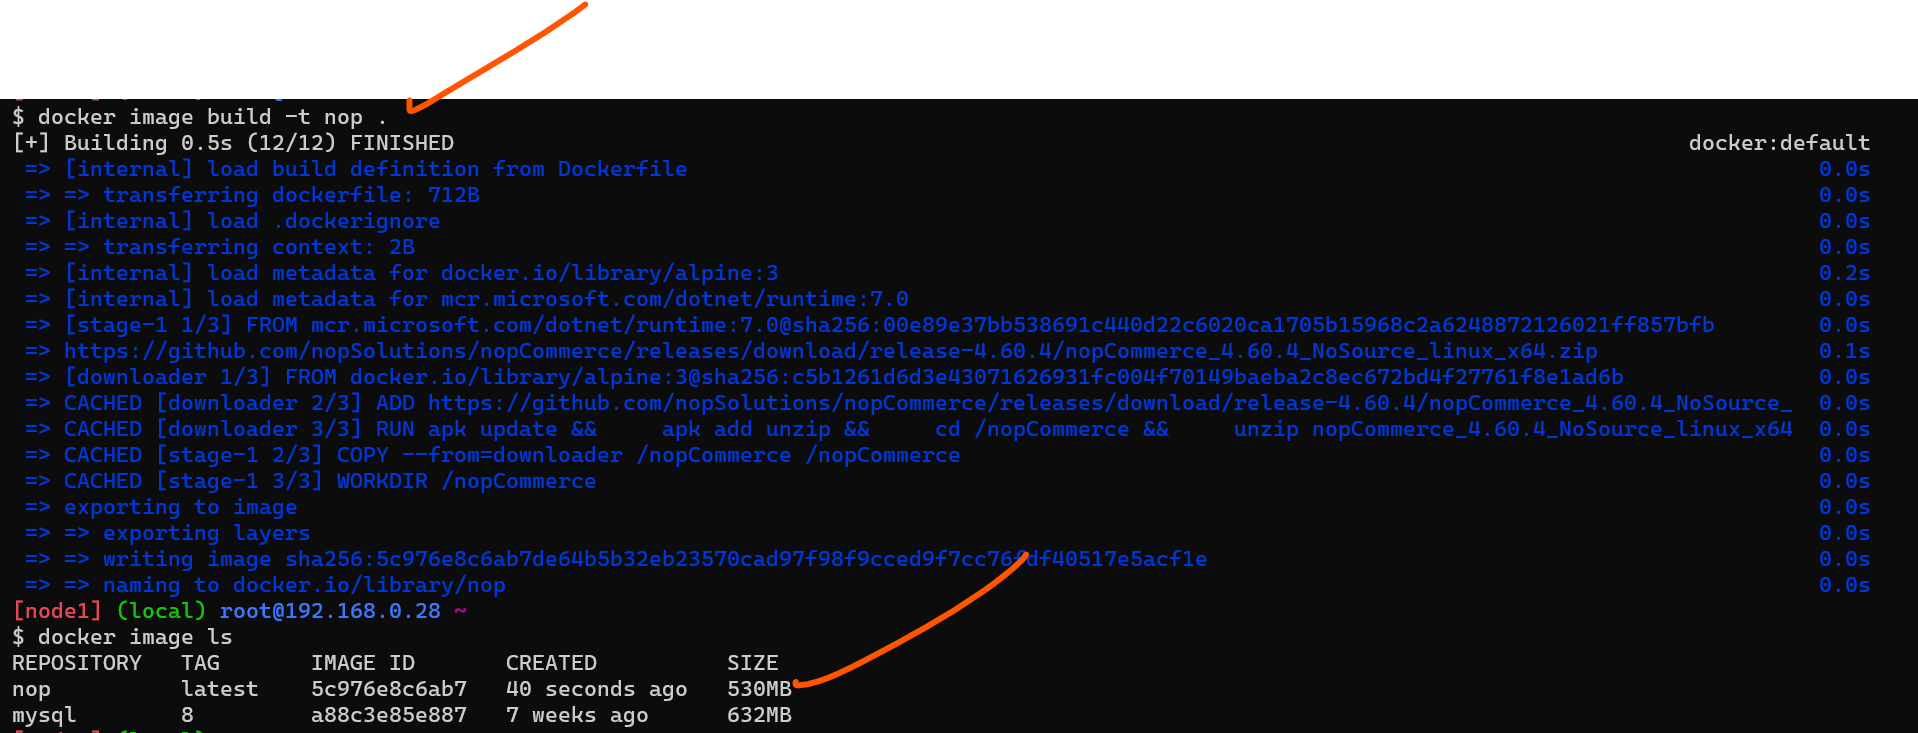 $ docker image build -t nop .
[+] Building 0.5s (12/12) FINISHED docker:default
=> [internal] load build definition from Dockerfile 0.0s
=> => transferring dockerfile: 712B 0.0s
=> [internal] load .dockerignore 0.0s
=> => transferring context: 2B 0.0s
=> [internal] load metadata for docker.io/library/alpine:3 0.2s
=> [internal] load metadata for mcr.microsoft.com/dotnet/runtime:7.0 0.0s
=> [stage-1 1/3] FROM mcr.microsoft.com/dotnet/runtime:7.0@sha256:00e89e37bb538691c440d22c6020ca1705b15968c2a6248872126021ff857bfb 0.0s
=> https://github.com/nopSolutions/nopCommerce/releases/download/release-4.60.4/nopCommerce_4.60.4_NoSource_linux_x64.zip 0.1s
=> [downloader 1/3] FROM docker.io/library/alpine:3@sha256:c5b1261d6d3e43071626931fc004f70149baeba2c8ec672bd4f27761f8e1ad6b 0.0s
=> CACHED [downloader 2/3] ADD https://github.com/nopSolutions/nopCommerce/releases/download/release-4.60.4/nopCommerce_4.60.4_NoSource_ 0.0s
=> CACHED [downloader 3/3] RUN apk update && apk add unzip && cd /nopCommerce && unzip nopCommerce_4.60.4_NoSource_linux_x64 0.0s
=> CACHED [stage-1 2/3] COPY --from=downloader /nopCommerce /nopCommerce 0.0s
=> CACHED [stage-1 3/3] WORKDIR /nopCommerce 0.0s
=> exporting to image 0.0s
=> => exporting layers 0.0s
=> => writing image sha256:5c976e8c6ab7de64b5b32eb23570cad97f98f9cced9f7cc76fdf40517e5acf1e 0.0s
=> => naming to docker.io/library/nop 0.0s
[node1] (local) root@192.168.0.28 ~
$ docker image ls
REPOSITORY TAG IMAGE ID CREATED SIZE
nop latest 5c976e8c6ab7 40 seconds ago 530MB
mysql 8 a88c3e85e887 7 weeks ago 632MB